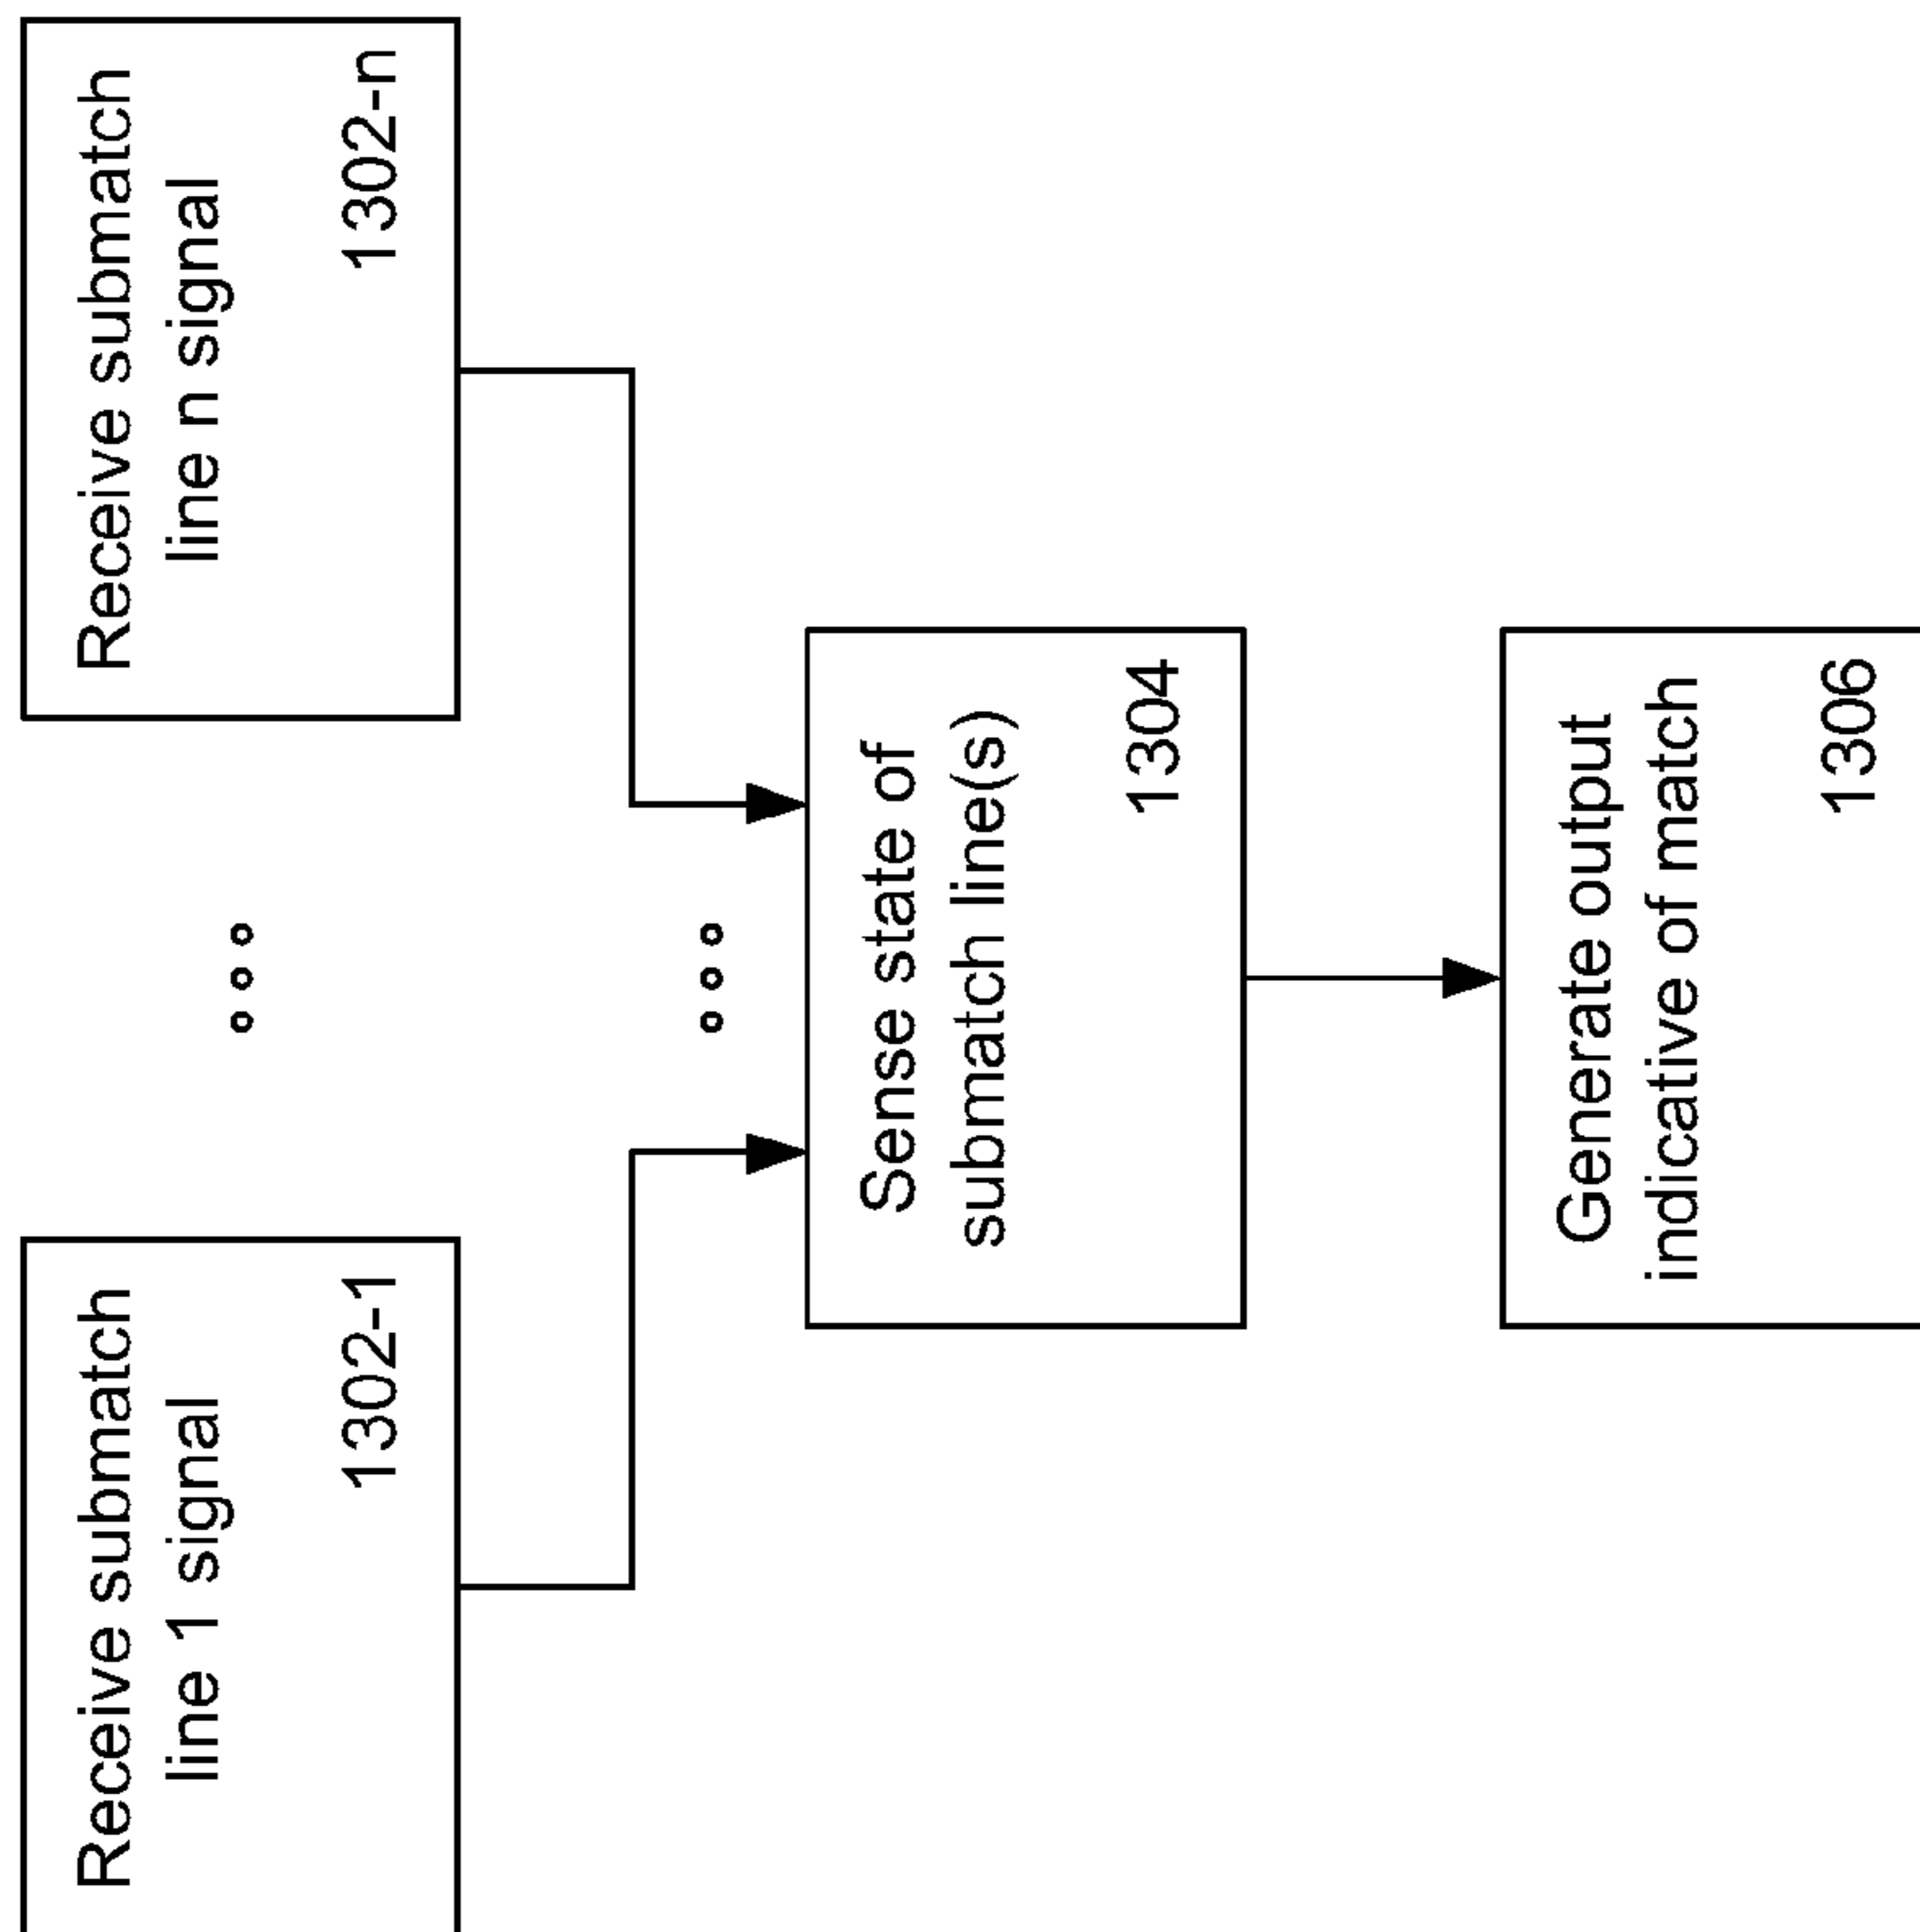 Receive submatch
line 1 signal
1302-1
Receive submatch
line n signal
1302-n
Sense state of
submatch line(s)
1304
Generate output
indicative of match
1306